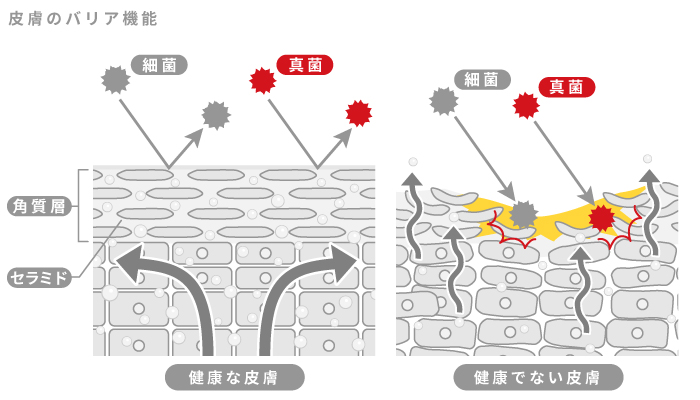 皮膚のバリア機能
細菌
真菌
細菌
真菌
角質層
セラミド
健康な皮膚
健康でない皮膚